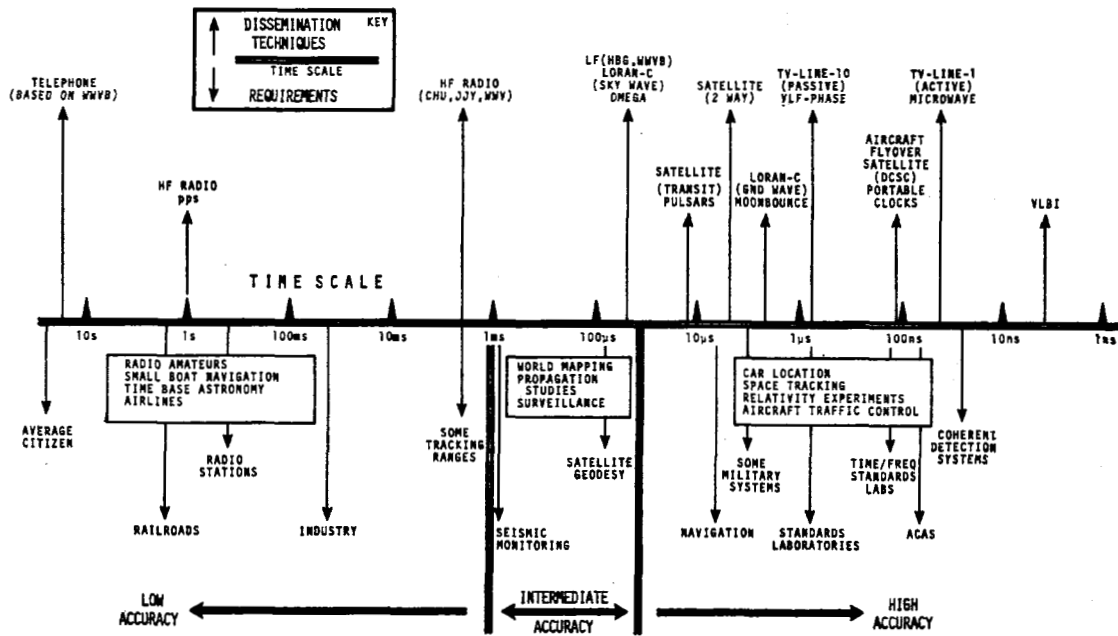 DISSEMINATION KEY
TECHNIQUES
TIME SCALE
REQUIREMENTS
TELEPHONE
(BASED ON WWVB)
HF RADIO
pps
HF RADIO
(CHU,JJY,WWV)
LF(HBG,WWVB)
LORAN-C
(SKY WAVE)
OMEGA
SATELLITE
(TRANSIT)
PULSARS
SATELLITE
(2 WAY)
LORAN-C
(GND WAVE)
MOONBOUNCE
TV-LINE-10
(PASSIVE)
VLF-PHASE
AIRCRAFT
FLYOVER
SATELLITE
(DCSC)
PORTABLE
CLOCKS
TV-LINE-1
(ACTIVE)
MICROWAVE
VLBI
TIME SCALE
10s
1s
100ms
10ms
1ms
100µs
10µs
1µs
100ns
10ns
1ns
RADIO AMATEURS
SMALL BOAT NAVIGATION
TIME BASE ASTRONOMY
AIRLINES
WORLD MAPPING
PROPAGATION
STUDIES
SURVEILLANCE
CAR LOCATION
SPACE TRACKING
RELATIVITY EXPERIMENTS
AIRCRAFT TRAFFIC CONTROL
AVERAGE
CITIZEN
RADIO
STATIONS
SOME
TRACKING
RANGES
SATELLITE
GEODESY
SOME
MILITARY
SYSTEMS
TIME/FREQ
STANDARDS
LABS
COHERENT
DETECTION
SYSTEMS
RAILROADS
INDUSTRY
SEISMIC
MONITORING
NAVIGATION
STANDARDS
LABORATORIES
ACAS
LOW
ACCURACY
INTERMEDIATE
ACCURACY
HIGH
ACCURACY